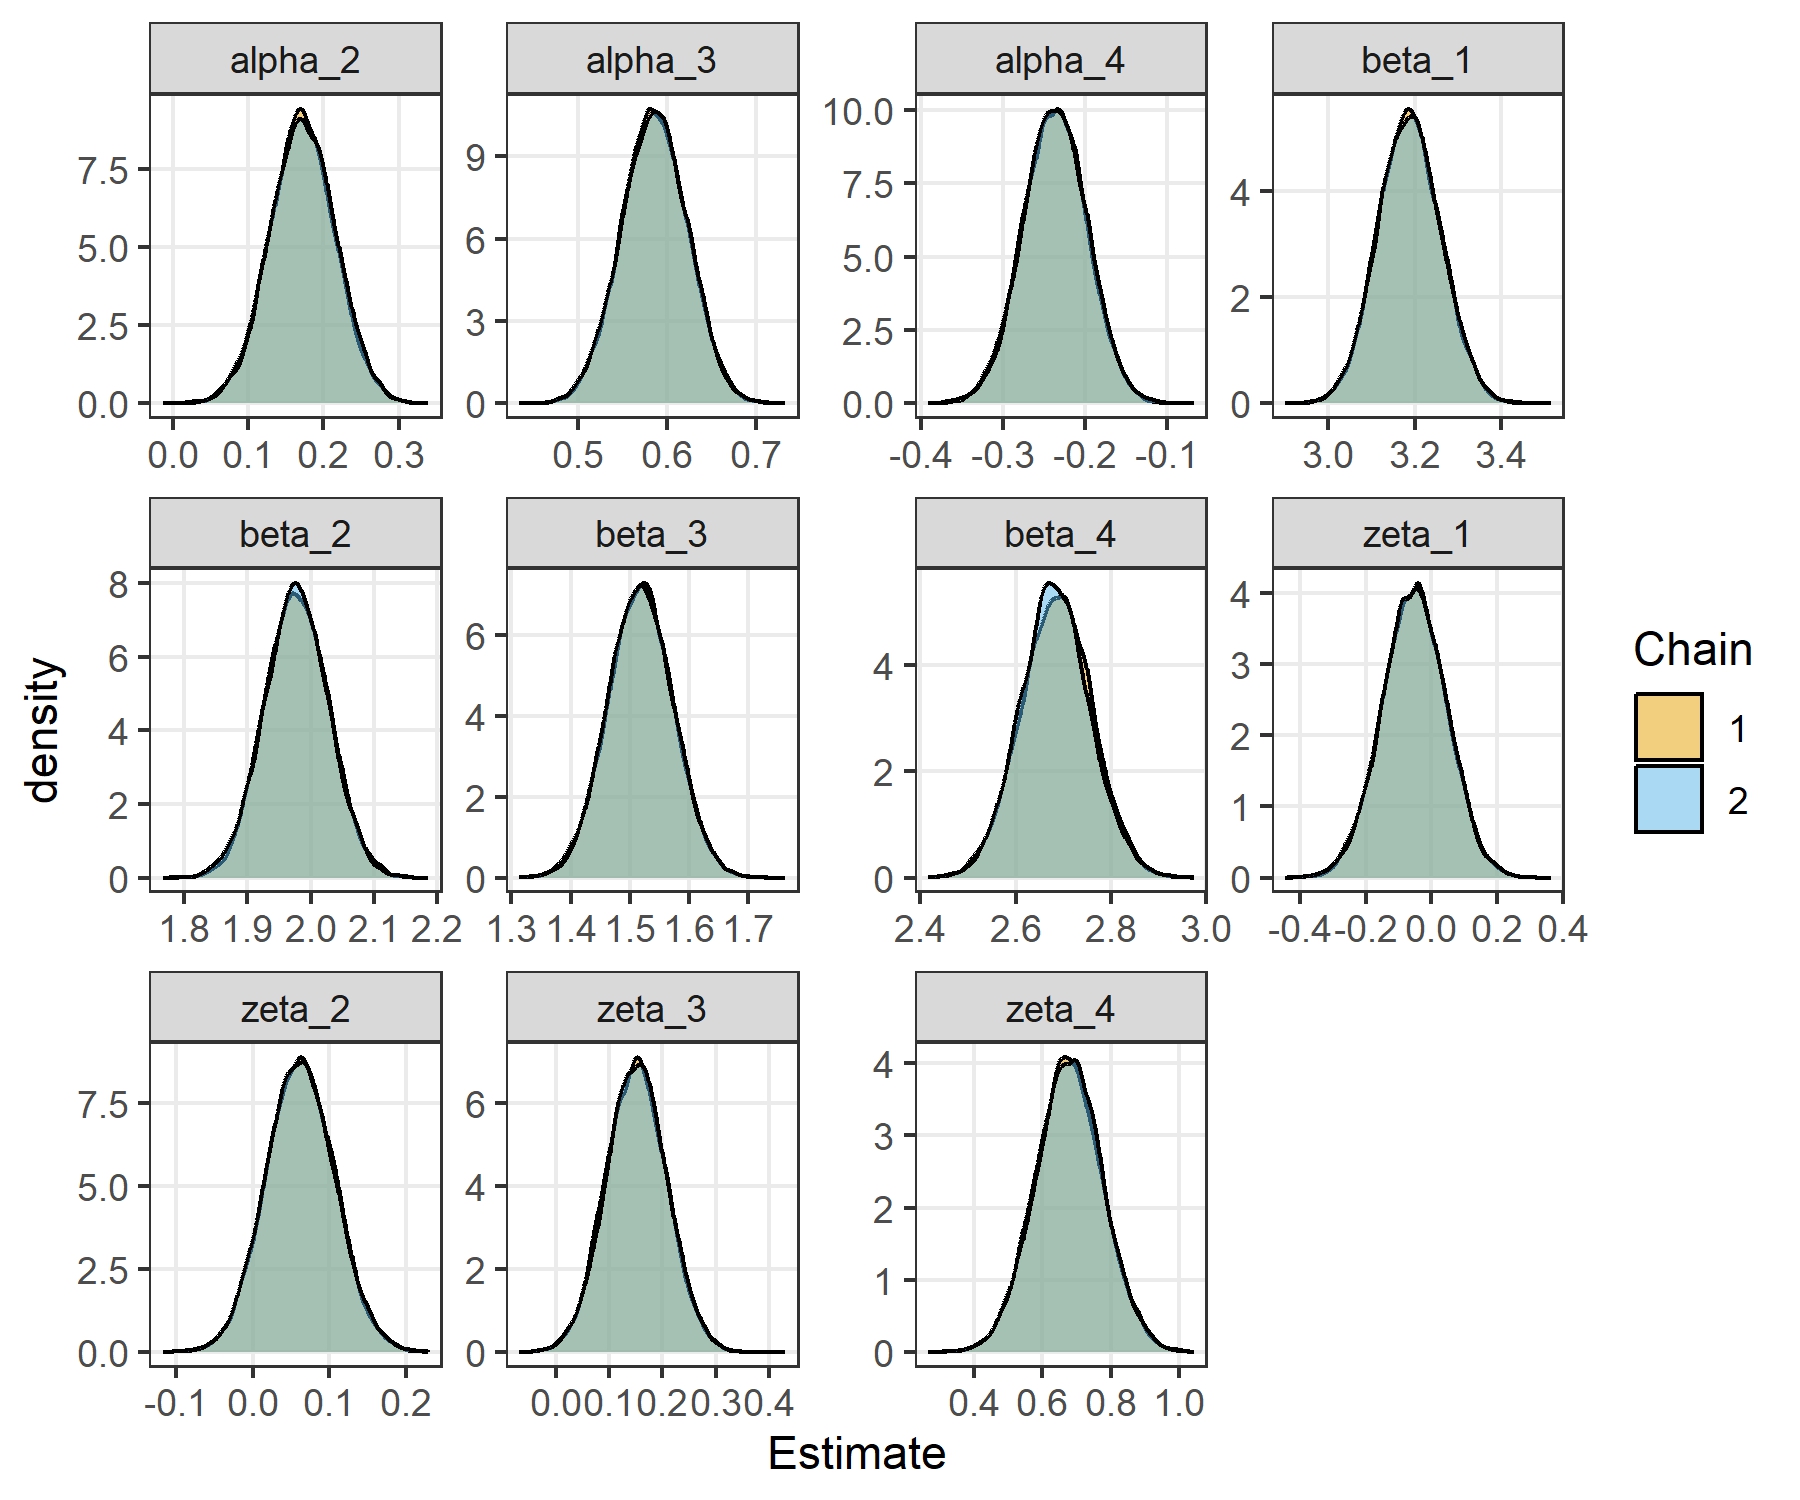 alpha_2 alpha_3 alpha_4 beta_1
10.0
7.5 9 7.5 4
5.0 6 5.0
2.5 3 2.5 2
0.0 0 0.0 0
0.0 0.1 0.2 0.3 0.5 0.6 0.7 -0.4 -0.3 -0.2 -0.1 3.0 3.2 3.4
beta_2 beta_3 beta_4 zeta_1
8 4
6 6 4 3
4 4 2
2 2 2 1
0 0 0 0
1.8 1.9 2.0 2.1 2.2 1.3 1.4 1.5 1.6 1.7 2.4 2.6 2.8 3.0 -0.4 -0.2 0.0 0.2 0.4
zeta_2 zeta_3 zeta_4
4
7.5 6 3
5.0 4 2
2.5 2 1
0.0 0 0
-0.1 0.0 0.1 0.2 0.0 0.1 0.2 0.3 0.4 0.4 0.6 0.8 1.0
Estimate
density
Chain
1
2